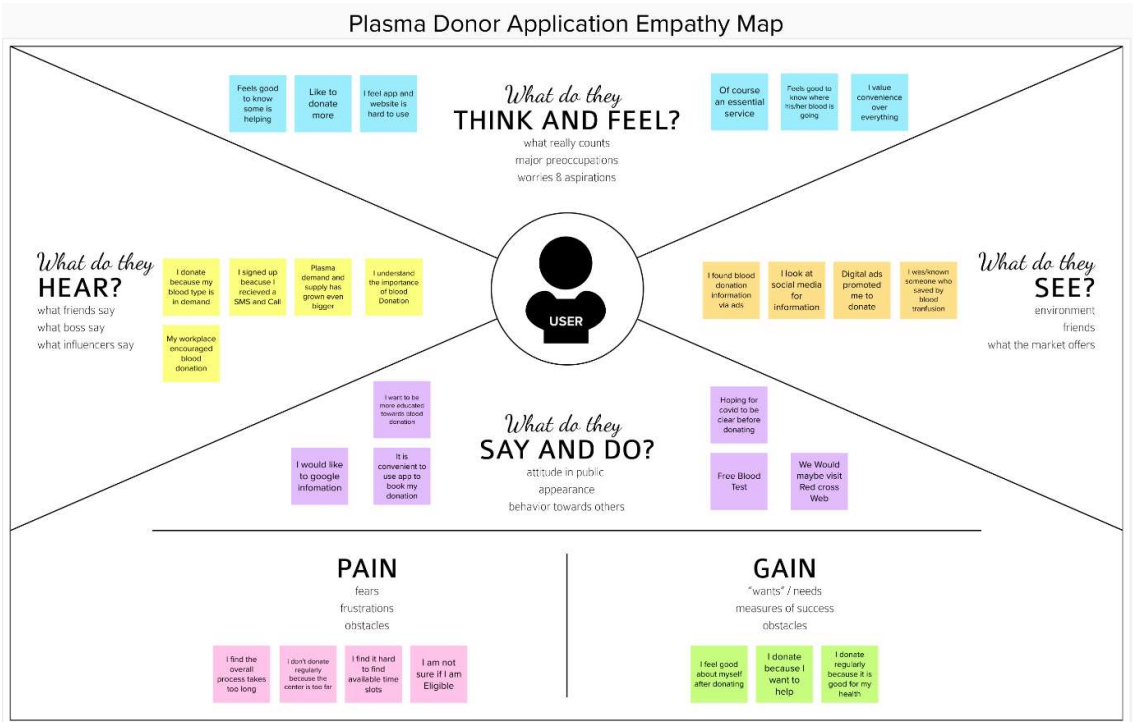 Plasma Donor Application Empathy Map
Feels good
to know
some is
helping
Like to
donate
more
I feel app and
website is
hard to use
What do they
THINK AND FEEL?
what really counts
major preoccupations
worries & aspirations
Of course
an essential
service
Feels good to
know where
his/her blood is
going
I value
convenience
over
everything
What do they
HEAR?
what friends say
what boss say
what influencers say
I donate
because my
blood type is
in demand
I signed up
beacuse I
recieved a
SMS and Call
Plasma
demand and
supply has
grown even
bigger
I understand
the importance
of blood
Donation
My workplace
encouraged
blood
donation
USER
I found blood
donation
information
via ads
I look at
social media
for
information
Digital ads
promoted
me to
donate
I was/known
someone who
saved by
blood
tranfusion
What do they
SEE?
environment
friends
what the market offers
I want to be
more educated
towards blood
donation
I would like
to google
infomation
It is
convenient to
use app to
book my
donation
What do they
SAY AND DO?
attitude in public
appearance
behavior towards others
Hoping for
covid to be
clear before
donating
Free Blood
Test
We Would
maybe visit
Red cross
Web
PAIN
fears
frustrations
obstacles
I find the
overall
process takes
too long
I don't donate
regularly
because the
center is too far
I find it hard
to find
available time
slots
I am not
sure if I am
Eligible
GAIN
"wants" / needs
measures of success
obstacles
I feel good
about myself
after donating
I donate
because I
want to
help
I donate
regularly
because it is
good for my
health